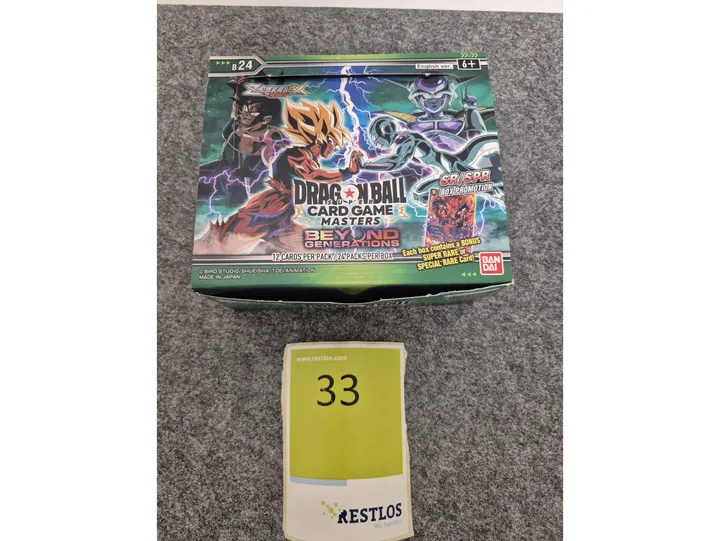 B24
English ver.
6+
ZENKAI
DRAGON BALL
SUPER
CARD GAME
MASTERS
BEYOND
GENERATIONS
12 CARDS PER PACK / 24 PACKS PER BOX
SR/SPR
BOX PROMOTION
Each box contains a BONUS
SUPER RARE or
SPECIAL RARE Card!
BAN
DAI
© BIRD STUDIO/SHUEISHA・TOEI ANIMATION
MADE IN JAPAN
www.restlos.com
33
RESTLOS